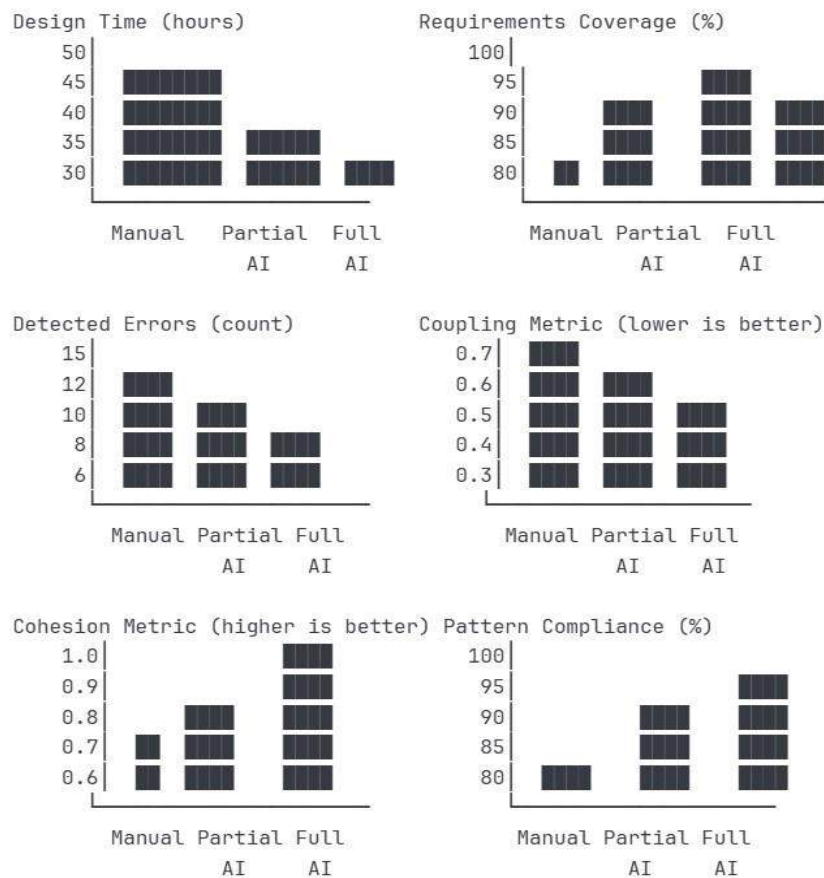 Design Time (hours)
50
45
40
35
30
Manual Partial Full
AI AI
Requirements Coverage (%)
100
95
90
85
80
Manual Partial Full
AI AI
Detected Errors (count)
15
12
10
8
6
Manual Partial Full
AI AI
Coupling Metric (lower is better)
0.7
0.6
0.5
0.4
0.3
Manual Partial Full
AI AI
Cohesion Metric (higher is better)
1.0
0.9
0.8
0.7
0.6
Manual Partial Full
AI AI
Pattern Compliance (%)
100
95
90
85
80
Manual Partial Full
AI AI